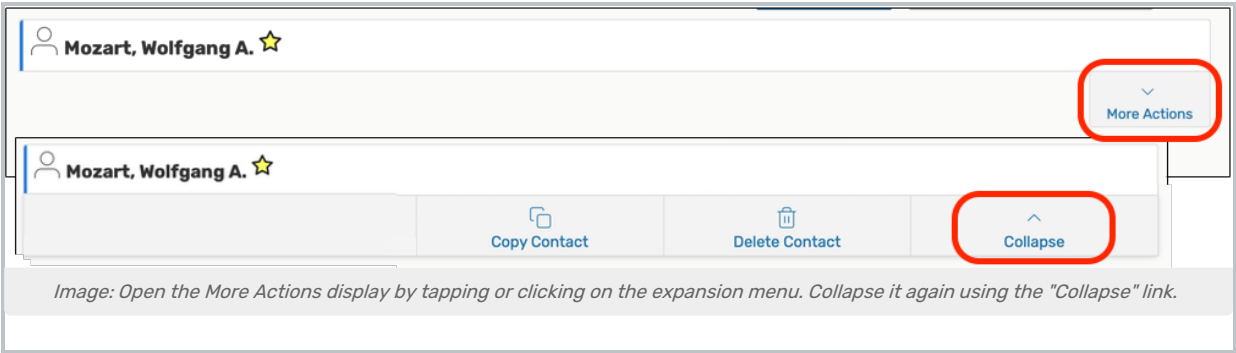 Mozart, Wolfgang A.
More Actions
Mozart, Wolfgang A.
Copy Contact Delete Contact Collapse
Image: Open the More Actions display by tapping or clicking on the expansion menu. Collapse it again using the "Collapse" link.